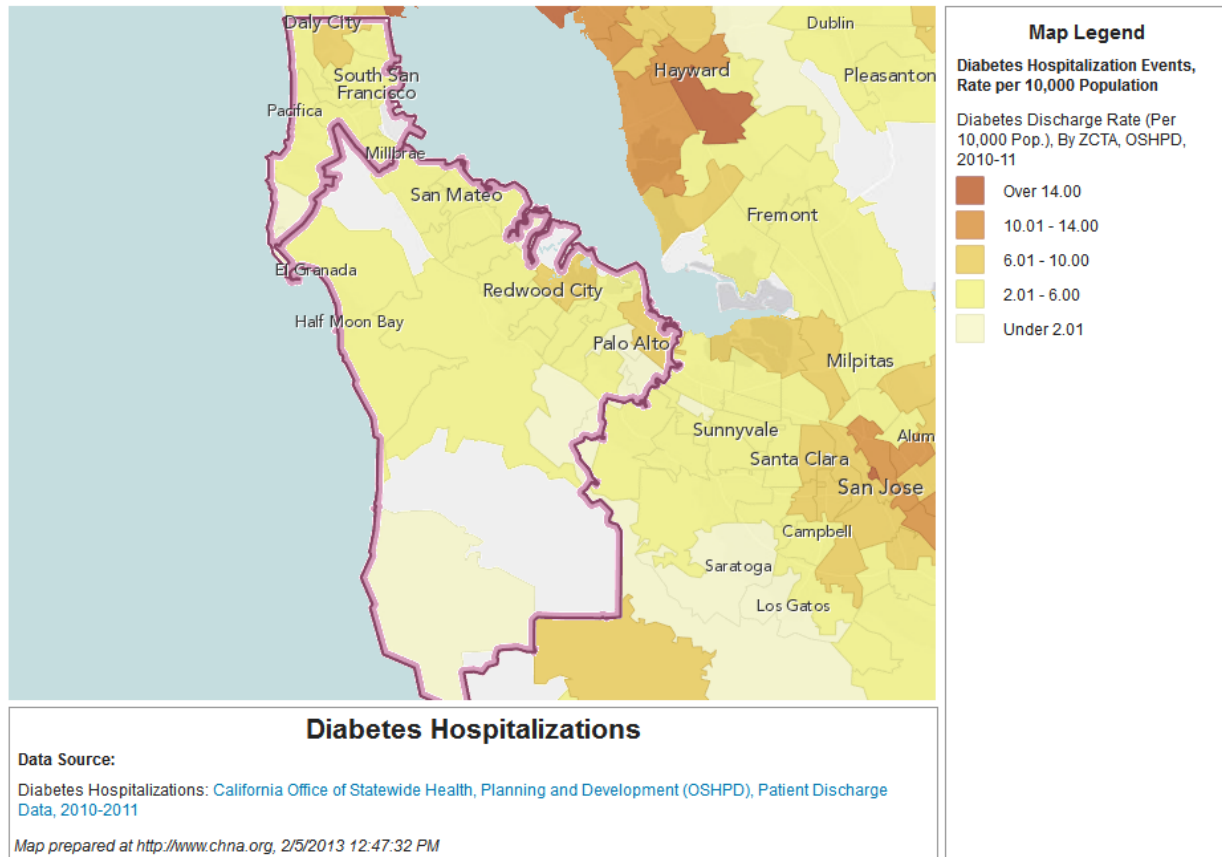 Daly City
South San
Francisco
Pacifica
Millbrae
San Mateo
El Granada
Redwood City
Half Moon Bay
Palo Alto
Hayward
Dublin
Pleasanton
Fremont
Milpitas
Sunnyvale
Santa Clara
Alum
San Jose
Campbell
Saratoga
Los Gatos
Map Legend
Diabetes Hospitalization Events,
Rate per 10,000 Population
Diabetes Discharge Rate (Per
10,000 Pop.), By ZCTA, OSHPD,
2010-11
Over 14.00
10.01 - 14.00
6.01 - 10.00
2.01 - 6.00
Under 2.01
Diabetes Hospitalizations
Data Source:
Diabetes Hospitalizations: California Office of Statewide Health, Planning and Development (OSHPD), Patient Discharge
Data, 2010-2011
Map prepared at http://www.chna.org, 2/5/2013 12:47:32 PM